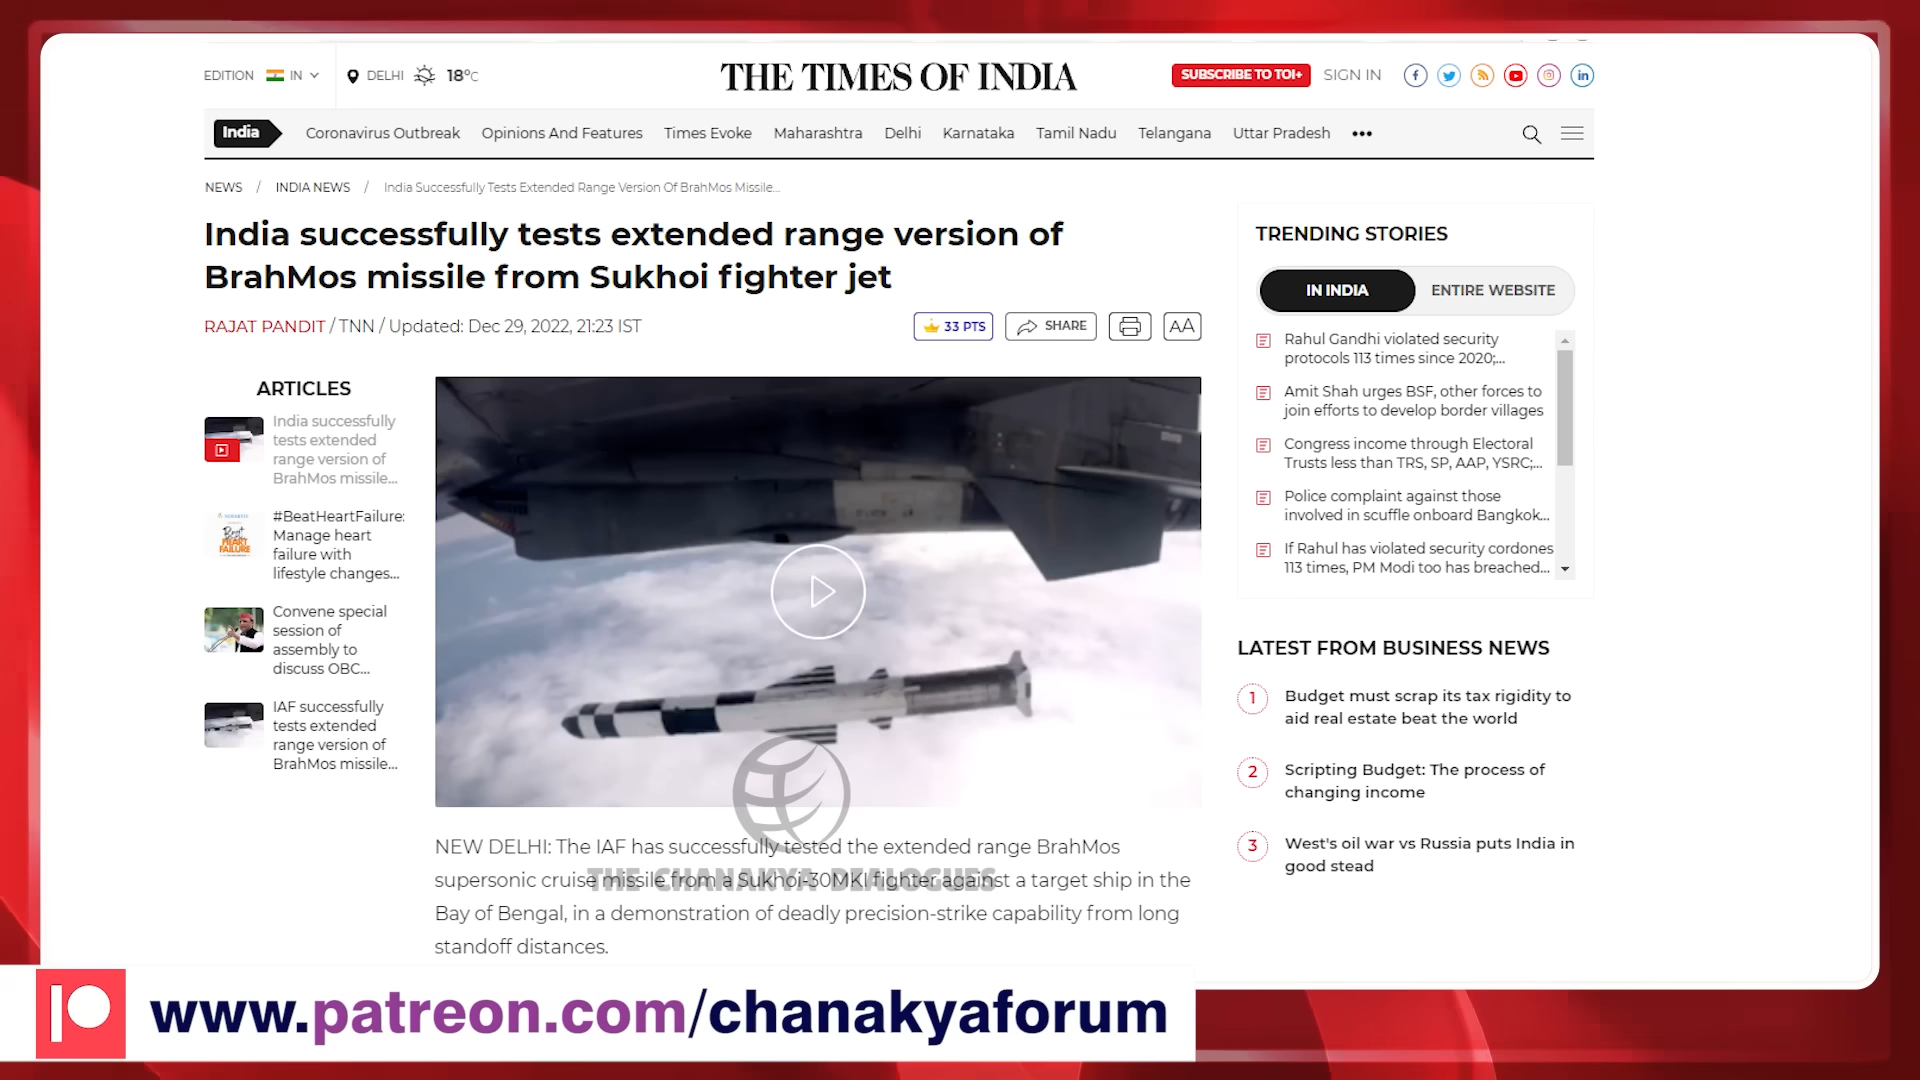 EDITION IN
DELHI 18°C
THE TIMES OF INDIA
SUBSCRIBE TO TOI+
SIGN IN
India
Coronavirus Outbreak
Opinions And Features
Times Evoke
Maharashtra
Delhi
Karnataka
Tamil Nadu
Telangana
Uttar Pradesh
•••
NEWS / INDIA NEWS / India Successfully Tests Extended Range Version Of BrahMos Missile...
India successfully tests extended range version of
BrahMos missile from Sukhoi fighter jet
RAJAT PANDIT / TNN / Updated: Dec 29, 2022, 21:23 IST
33 PTS
SHARE
AA
ARTICLES
India successfully
tests extended
range version of
BrahMos missile...
Beat
HEART
FAILURE
#BeatHeartFailure:
Manage heart
failure with
lifestyle changes...
Convene special
session of
assembly to
discuss OBC...
IAF successfully
tests extended
range version of
BrahMos missile...
NEW DELHI: The IAF has successfully tested the extended range BrahMos
supersonic cruise missile from a Sukhoi-30MKI fighter against a target ship in the
Bay of Bengal, in a demonstration of deadly precision-strike capability from long
standoff distances.
THE CHANAKYA DIALOGUES
TRENDING STORIES
IN INDIA
ENTIRE WEBSITE
Rahul Gandhi violated security
protocols 113 times since 2020;...
Amit Shah urges BSF, other forces to
join efforts to develop border villages
Congress income through Electoral
Trusts less than TRS, SP, AAP, YSRC;...
Police complaint against those
involved in scuffle onboard Bangkok...
If Rahul has violated security cordones
113 times, PM Modi too has breached...
LATEST FROM BUSINESS NEWS
1 Budget must scrap its tax rigidity to
aid real estate beat the world
2 Scripting Budget: The process of
changing income
3 West's oil war vs Russia puts India in
good stead
www.patreon.com/chanakyaforum